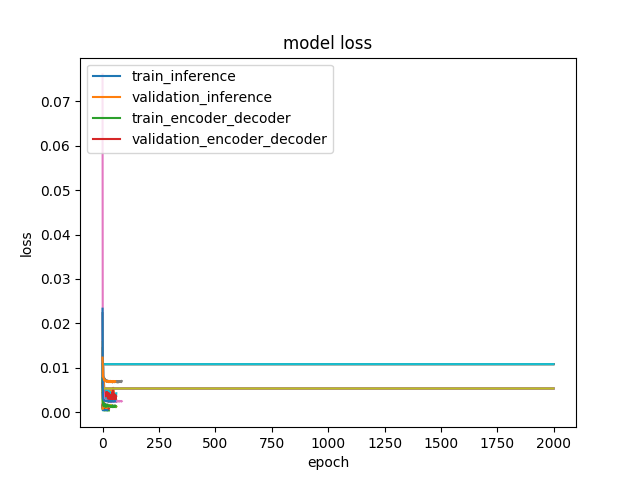 model loss
train_inference
validation_inference
train_encoder_decoder
validation_encoder_decoder
0.07
0.06
0.05
0.04
0.03
0.02
0.01
0.00
loss
0 250 500 750 1000 1250 1500 1750 2000
epoch